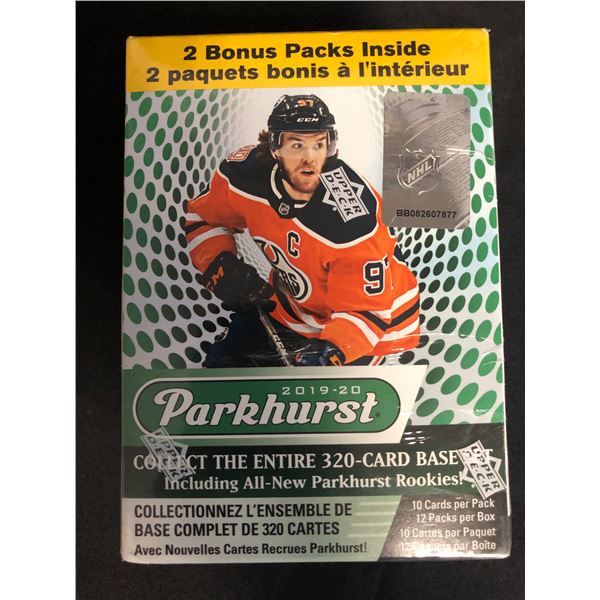 2 Bonus Packs Inside
2 paquets bonis à l'intérieur
97
CCM
UPPER
DECK
NHL
BB082607877
C
97
2019-20
Parkhurst
COLLECT THE ENTIRE 320-CARD BASE
Including All-New Parkhurst Rookies!
UPPER
DECK
COLLECTIONNEZ L'ENSEMBLE DE
BASE COMPLET DE 320 CARTES
Avec Nouvelles Cartes Recrues Parkhurst!
10 Cards per Pack
12 Packs per Box
10 Cartes par Paquet
12 Paquets par Boîte